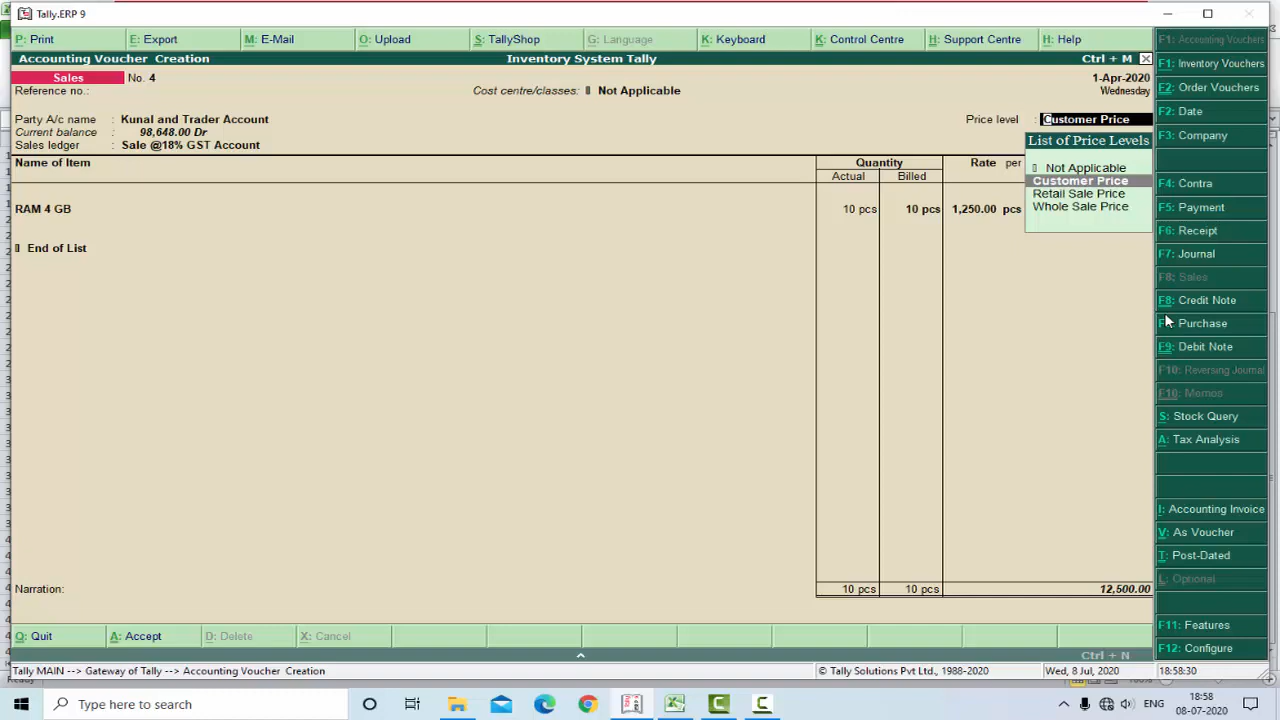 Tally.ERP 9
P: Print E: Export M: E-Mail O: Upload S: TallyShop G: Language K: Keyboard K: Control Centre H: Support Centre H: Help
F1: Accounting Vouchers
Accounting Voucher Creation Inventory System Tally Ctrl + M
F1: Inventory Vouchers
Sales No. 4 1-Apr-2020
Reference no.: Cost centre/classes: Not Applicable Wednesday
F2: Order Vouchers
F2: Date
Party A/c name : Kunal and Trader Account Price level : Customer Price
Current balance : 98,648.00 Dr
F3: Company
Sales ledger : Sale @18% GST Account List of Price Levels
Name of Item Quantity Rate per
Actual Billed
Not Applicable
Customer Price
Retail Sale Price
Whole Sale Price
F4: Contra
RAM 4 GB 10 pcs 10 pcs 1,250.00 pcs
F5: Payment
F6: Receipt
End of List
F7: Journal
F8: Sales
F8: Credit Note
Purchase
F9: Debit Note
F10: Reversing Journal
F10: Memos
S: Stock Query
A: Tax Analysis
I: Accounting Invoice
V: As Voucher
T: Post-Dated
L: Optional
Narration: 10 pcs 10 pcs 12,500.00
F11: Features
Q: Quit A: Accept D: Delete X: Cancel
F12: Configure
Ctrl + N
Tally MAIN --> Gateway of Tally --> Accounting Voucher Creation © Tally Solutions Pvt Ltd., 1988-2020 Wed, 8 Jul, 2020 18:58:30
Type here to search ENG 18:58
08-07-2020